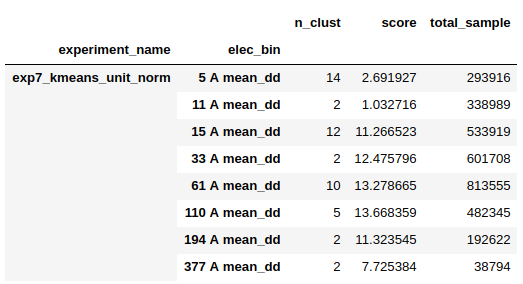 n_clust score total_sample
experiment_name elec_bin
exp7_kmeans_unit_norm 5 A mean_dd 14 2.691927 293916
11 A mean_dd 2 1.032716 338989
15 A mean_dd 12 11.266523 533919
33 A mean_dd 2 12.475796 601708
61 A mean_dd 10 13.278665 813555
110 A mean_dd 5 13.668359 482345
194 A mean_dd 2 11.323545 192622
377 A mean_dd 2 7.725384 38794